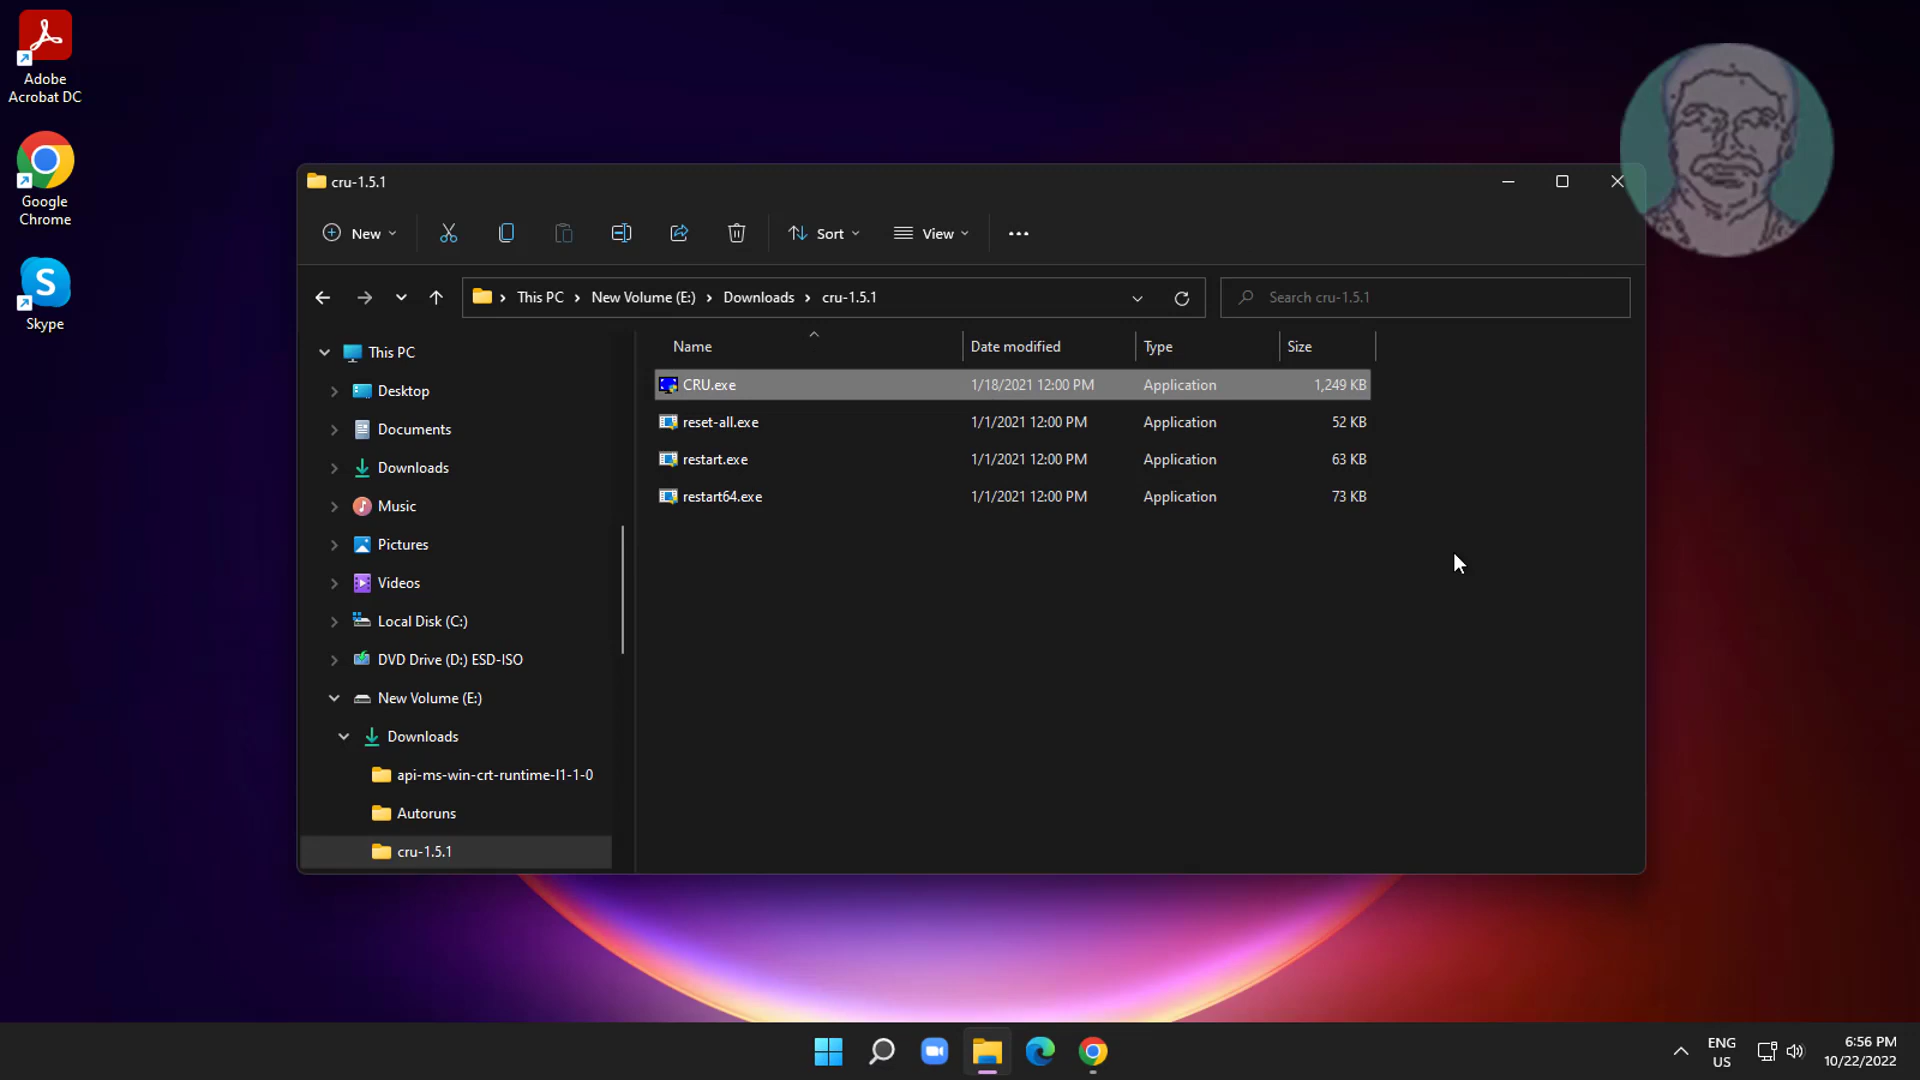 Adobe
Acrobat DC
Google
Chrome
Skype
cru-1.5.1
New
Sort
View
This PC
New Volume (E:)
Downloads
cru-1.5.1
Search cru-1.5.1
This PC
Desktop
Documents
Downloads
Music
Pictures
Videos
Local Disk (C:)
DVD Drive (D:) ESD-ISO
New Volume (E:)
Downloads
api-ms-win-crt-runtime-l1-1-0
Autoruns
cru-1.5.1
Name Date modified Type Size
CRU.exe 1/18/2021 12:00 PM Application 1,249 KB
reset-all.exe 1/1/2021 12:00 PM Application 52 KB
restart.exe 1/1/2021 12:00 PM Application 63 KB
restart64.exe 1/1/2021 12:00 PM Application 73 KB
ENG
US
6:56 PM
10/22/2022